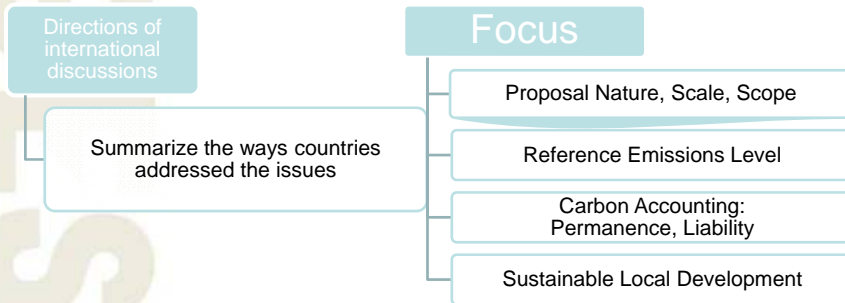 Directions of
international
discussions
Summarize the ways countries
addressed the issues
Focus
Proposal Nature, Scale, Scope
Reference Emissions Level
Carbon Accounting:
Permanence, Liability
Sustainable Local Development